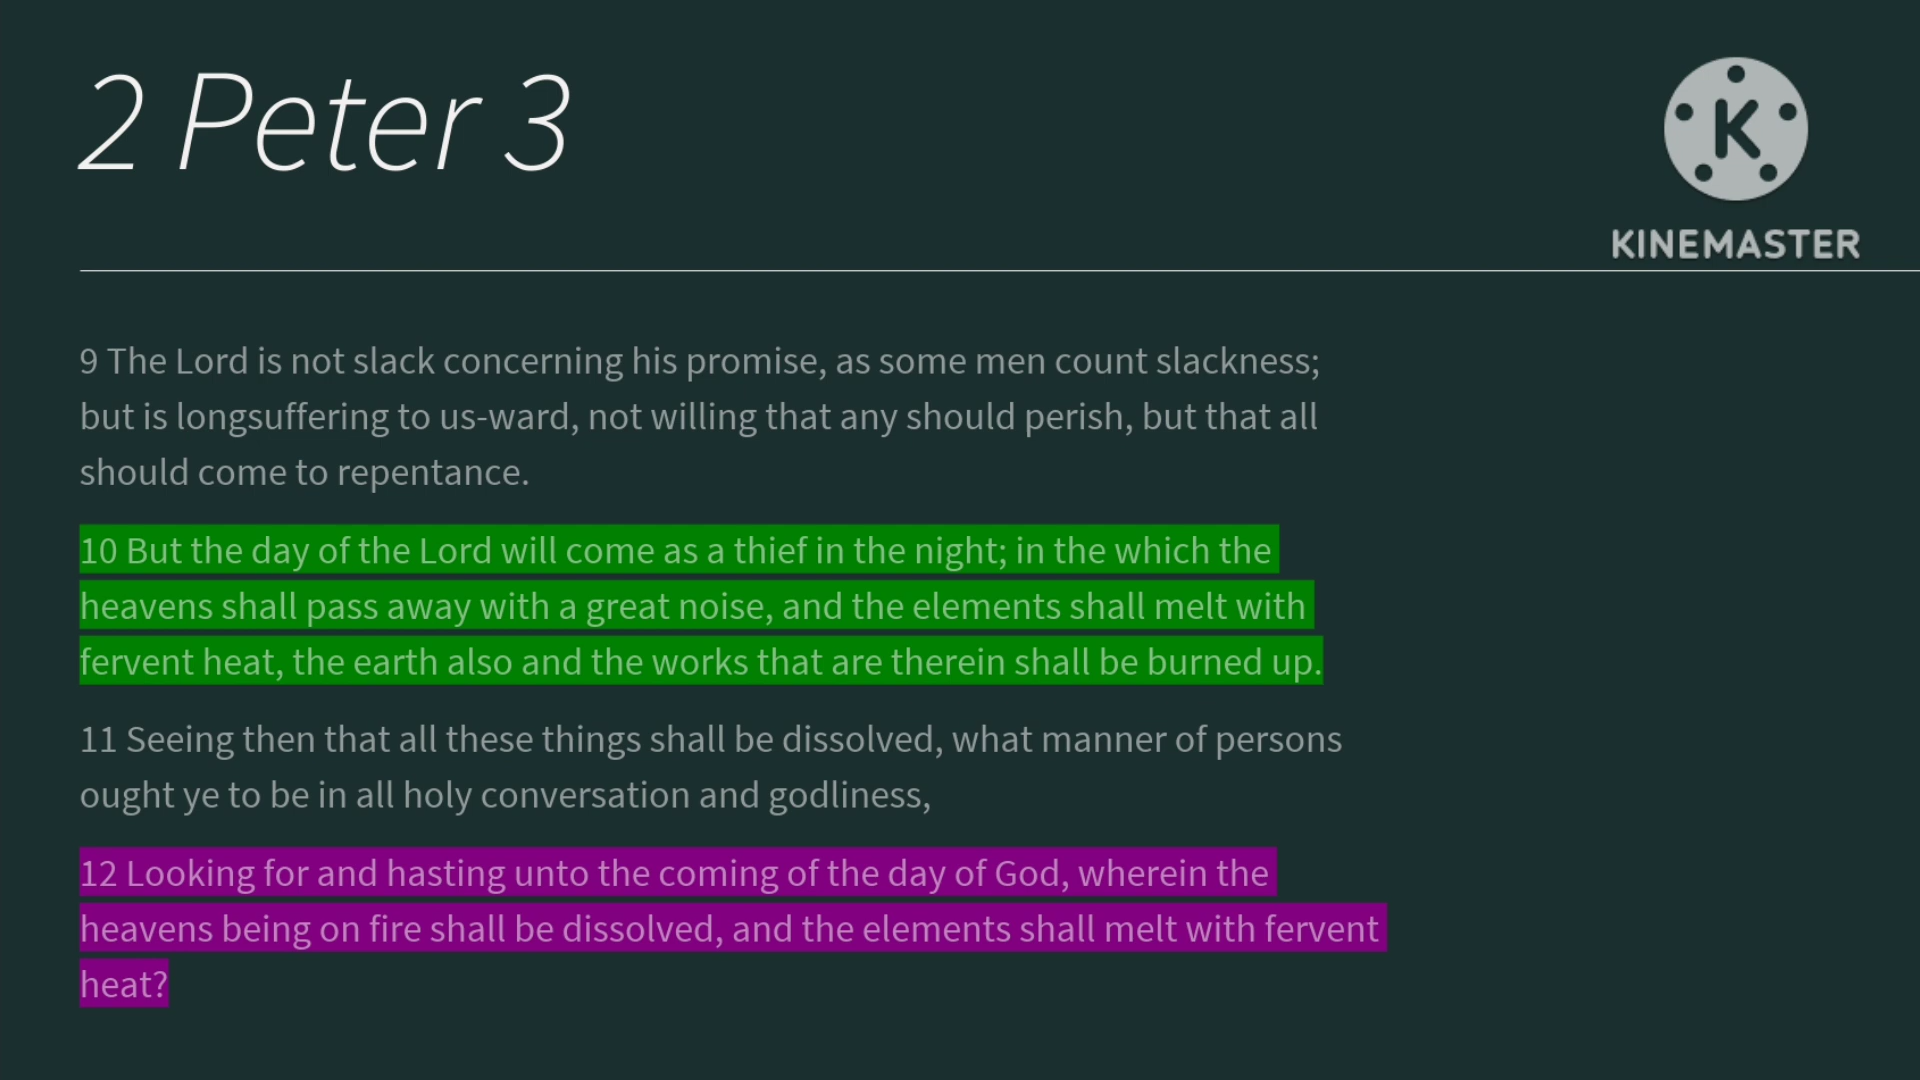 2 Peter 3
K
KINEMASTER
9 The Lord is not slack concerning his promise, as some men count slackness;
but is longsuffering to us-ward, not willing that any should perish, but that all
should come to repentance.
10 But the day of the Lord will come as a thief in the night; in the which the
heavens shall pass away with a great noise, and the elements shall melt with
fervent heat, the earth also and the works that are therein shall be burned up.
11 Seeing then that all these things shall be dissolved, what manner of persons
ought ye to be in all holy conversation and godliness,
12 Looking for and hasting unto the coming of the day of God, wherein the
heavens being on fire shall be dissolved, and the elements shall melt with fervent
heat?